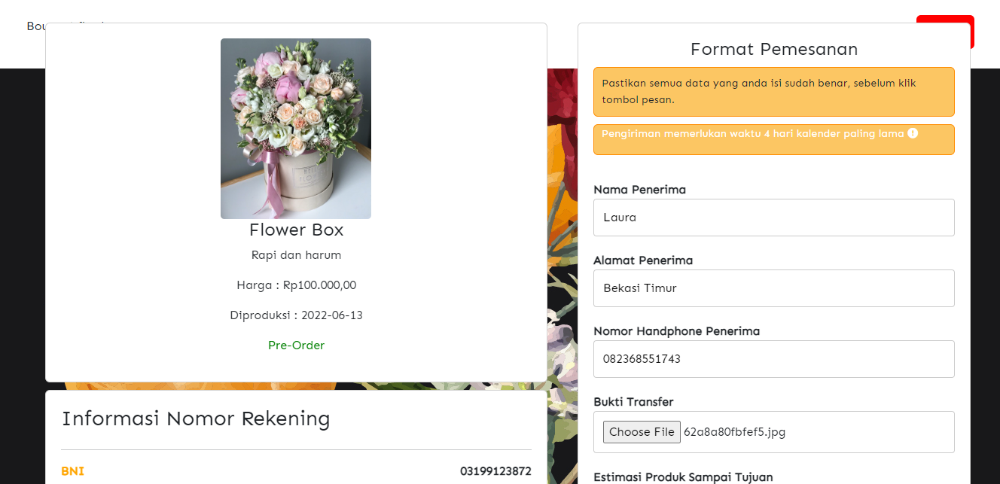 Flower Box
Rapi dan harum
Harga : Rp100.000,00
Diproduksi : 2022-06-13
Pre-Order
Informasi Nomor Rekening
BNI 03199123872
Format Pemesanan
Pastikan semua data yang anda isi sudah benar, sebelum klik
tombol pesan.
Pengiriman memerlukan waktu 4 hari kalender paling lama
Nama Penerima
Laura
Alamat Penerima
Bekasi Timur
Nomor Handphone Penerima
082368551743
Bukti Transfer
Choose File 62a8a80fbfef5.jpg
Estimasi Produk Sampai Tujuan